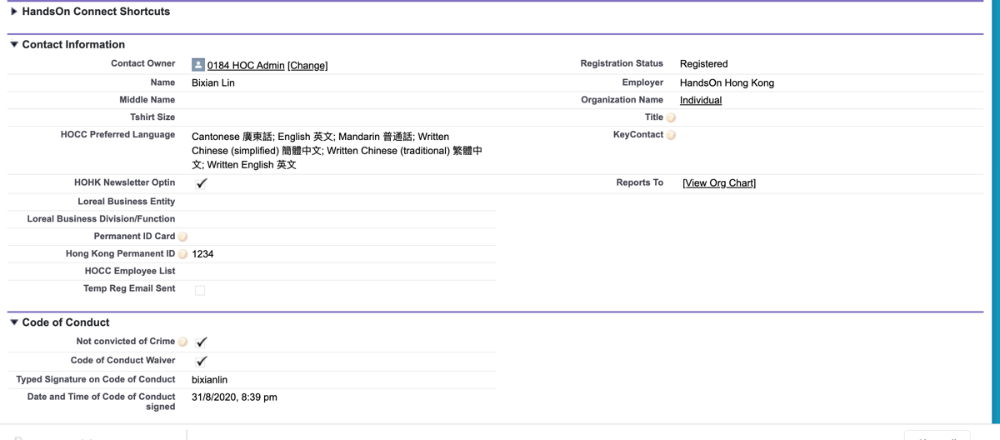 HandsOn Connect Shortcuts
Contact Information
Contact Owner 0184 HOC Admin [Change] Registration Status Registered
Name Bixian Lin Employer HandsOn Hong Kong
Middle Name Organization Name Individual
Tshirt Size Title ?
HOCC Preferred Language Cantonese 廣東話; English 英文; Mandarin 普通話; Written KeyContact ?
Chinese (simplified) 簡體中文; Written Chinese (traditional) 繁體中
文; Written English 英文
HOHK Newsletter Optin Reports To [View Org Chart]
Loreal Business Entity
Loreal Business Division/Function
Permanent ID Card ?
Hong Kong Permanent ID ? 1234
HOCC Employee List
Temp Reg Email Sent
Code of Conduct
Not convicted of Crime ?
Code of Conduct Waiver
Typed Signature on Code of Conduct bixianlin
Date and Time of Code of Conduct 31/8/2020, 8:39 pm
signed